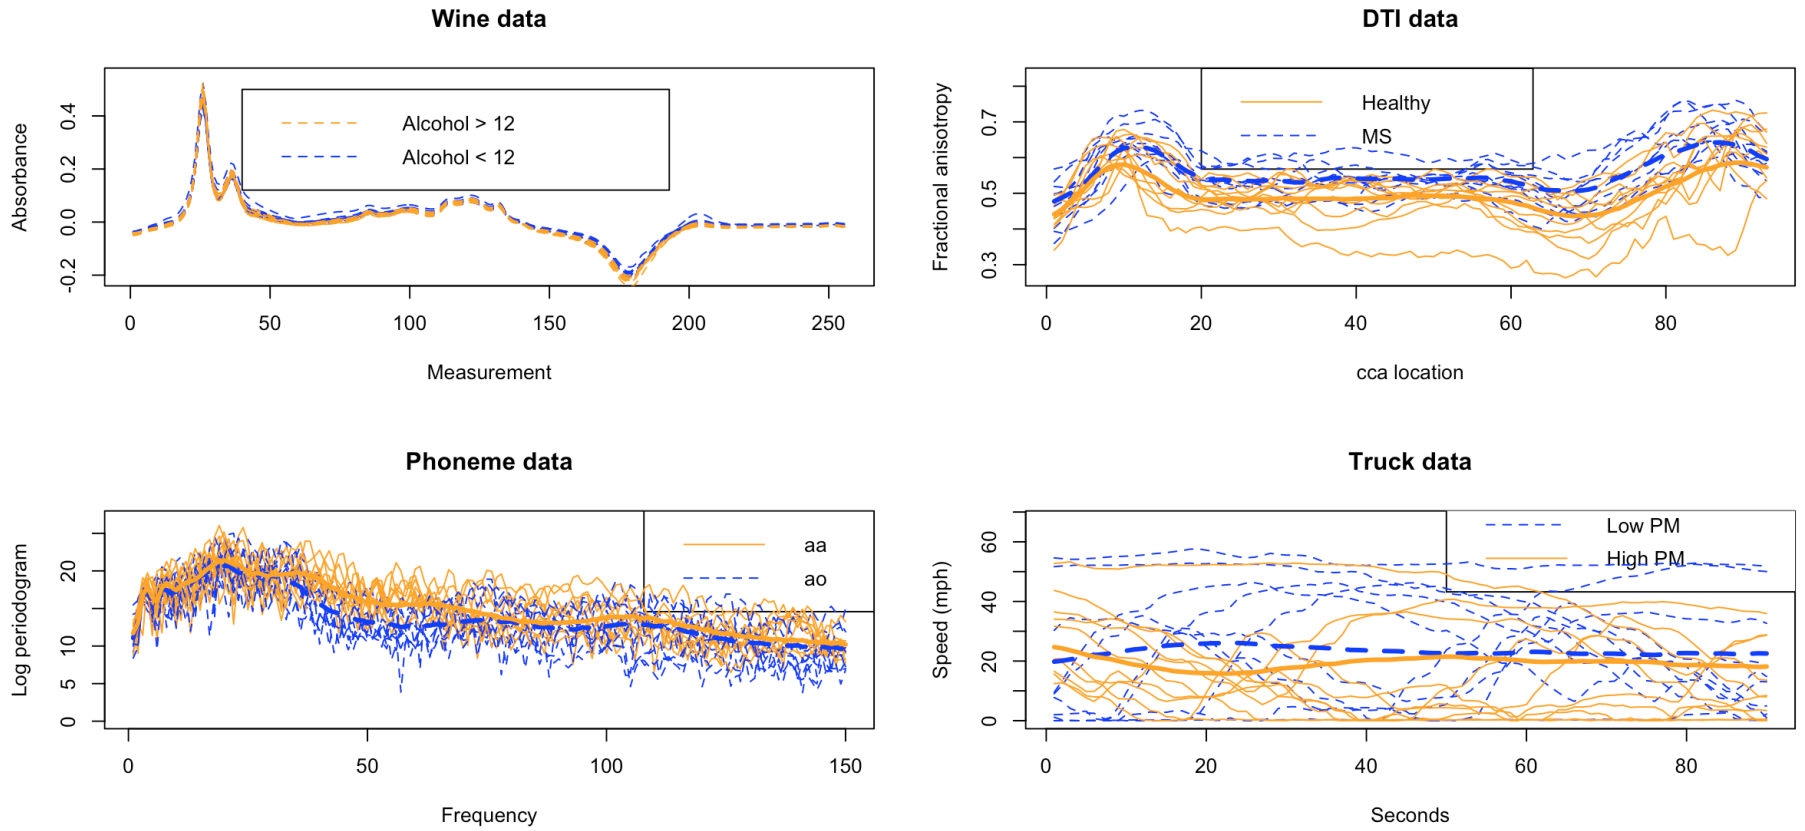 Wine data
Absorbance
-0.2 0.0 0.2 0.4
Alcohol > 12
Alcohol < 12
0 50 100 150 200 250
Measurement
DTI data
Fractional anisotropy
0.3 0.5 0.7
Healthy
MS
0 20 40 60 80
cca location
Phoneme data
Log periodogram
0 5 10 20
aa
ao
0 50 100 150
Frequency
Truck data
Speed (mph)
0 20 40 60
Low PM
High PM
0 20 40 60 80
Seconds